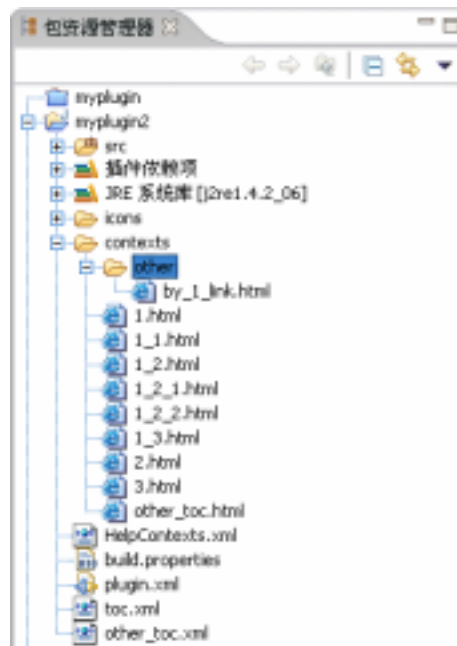 包资源管理器
myplugin
myplugin2
src
插件依赖项
JRE 系统库 [j2re1.4.2_06]
icons
contexts
other
by_1_link.html
1.html
1_1.html
1_2.html
1_2_1.html
1_2_2.html
1_3.html
2.html
3.html
other_toc.html
HelpContexts.xml
build.properties
plugin.xml
toc.xml
other_toc.xml